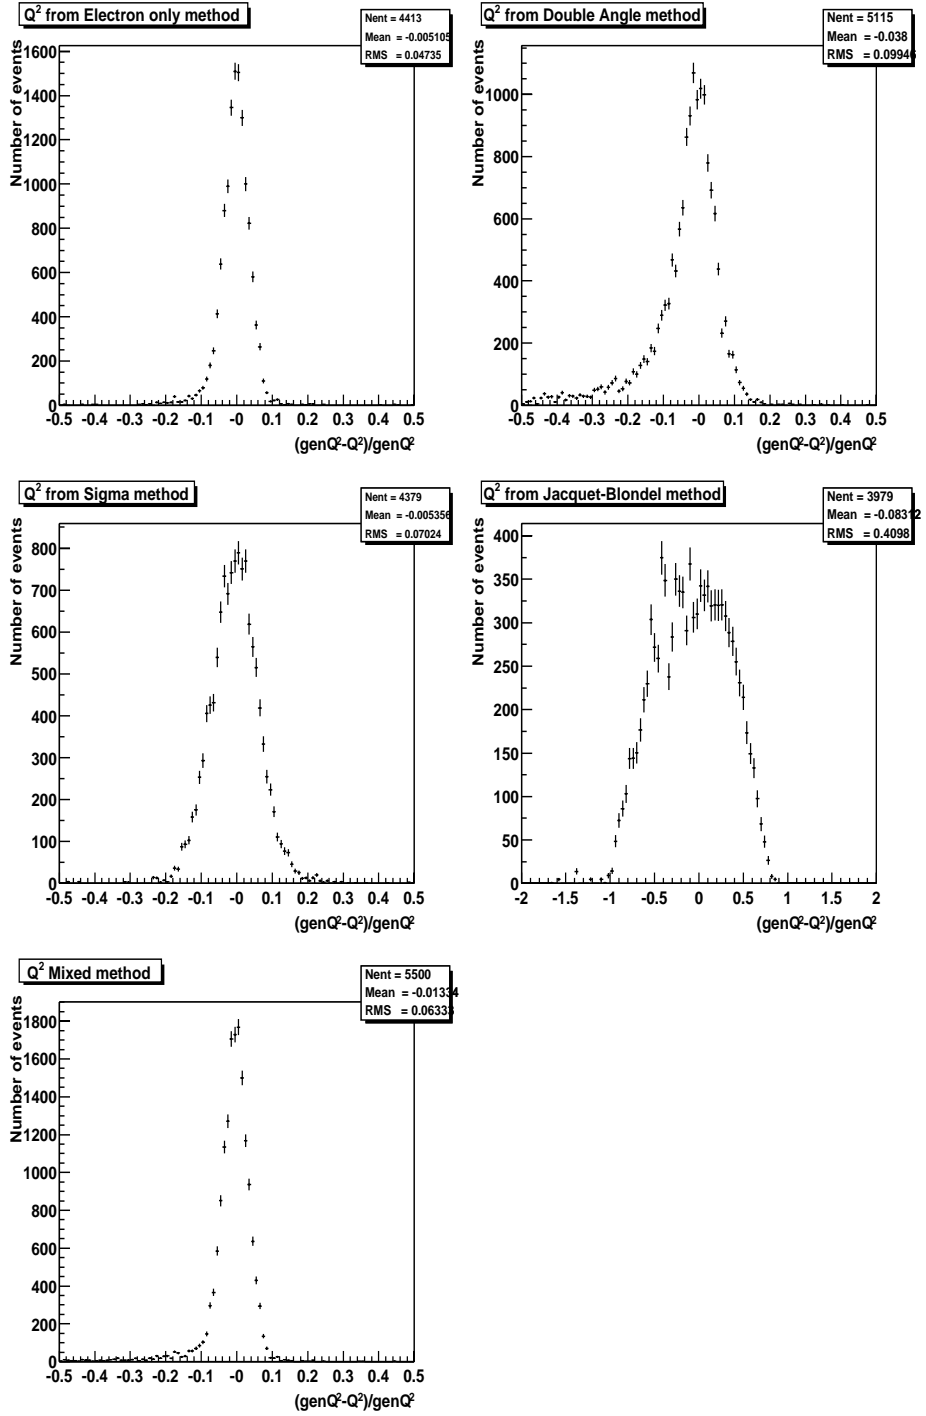 Q² from Electron only method
Nent = 4413
Mean = -0.005105
RMS = 0.04735
Number of events
1600
1400
1200
1000
800
600
400
200
0
-0.5 -0.4 -0.3 -0.2 -0.1 -0 0.1 0.2 0.3 0.4 0.5
(genQ²-Q²)/genQ²
Q² from Double Angle method
Nent = 5115
Mean = -0.038
RMS = 0.09946
Number of events
1000
800
600
400
200
0
-0.5 -0.4 -0.3 -0.2 -0.1 -0 0.1 0.2 0.3 0.4 0.5
(genQ²-Q²)/genQ²
Q² from Sigma method
Nent = 4379
Mean = -0.005356
RMS = 0.07024
Number of events
800
700
600
500
400
300
200
100
0
-0.5 -0.4 -0.3 -0.2 -0.1 -0 0.1 0.2 0.3 0.4 0.5
(genQ²-Q²)/genQ²
Q² from Jacquet-Blondel method
Nent = 3979
Mean = -0.08312
RMS = 0.4098
Number of events
400
350
300
250
200
150
100
50
0
-2 -1.5 -1 -0.5 0 0.5 1 1.5 2
(genQ²-Q²)/genQ²
Q² Mixed method
Nent = 5500
Mean = -0.01334
RMS = 0.06333
Number of events
1800
1600
1400
1200
1000
800
600
400
200
0
-0.5 -0.4 -0.3 -0.2 -0.1 -0 0.1 0.2 0.3 0.4 0.5
(genQ²-Q²)/genQ²